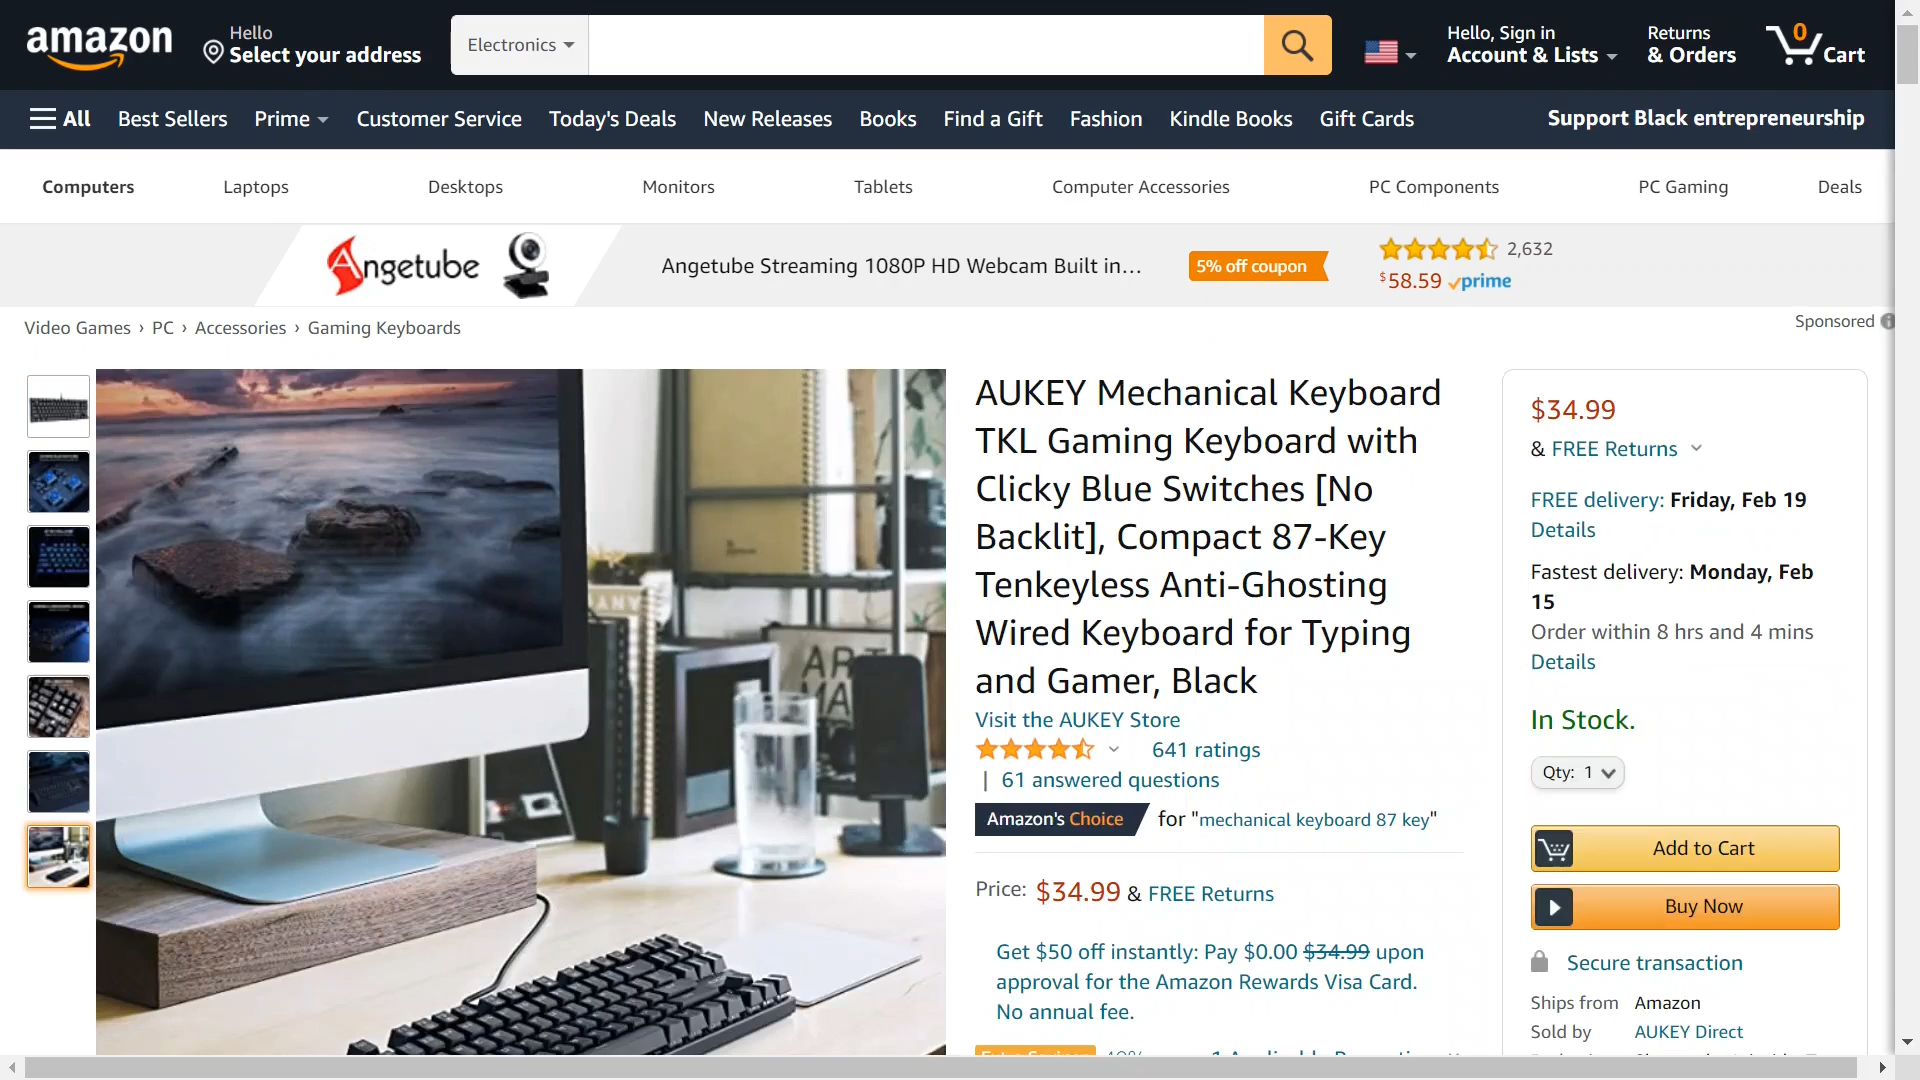 amazon
Hello
Select your address
Electronics
Hello, Sign in
Account & Lists
Returns
& Orders
0
Cart
All
Best Sellers
Prime
Customer Service
Today's Deals
New Releases
Books
Find a Gift
Fashion
Kindle Books
Gift Cards
Support Black entrepreneurship
Computers
Laptops
Desktops
Monitors
Tablets
Computer Accessories
PC Components
PC Gaming
Deals
Angetube
Angetube Streaming 1080P HD Webcam Built in…
5% off coupon
2,632
$58.59 prime
Video Games › PC › Accessories › Gaming Keyboards
Sponsored
AUKEY Mechanical Keyboard
TKL Gaming Keyboard with
Clicky Blue Switches [No
Backlit], Compact 87-Key
Tenkeyless Anti-Ghosting
Wired Keyboard for Typing
and Gamer, Black
Visit the AUKEY Store
641 ratings
| 61 answered questions
Amazon's Choice for "mechanical keyboard 87 key"
Price: $34.99 & FREE Returns
Get $50 off instantly: Pay $0.00 $34.99 upon
approval for the Amazon Rewards Visa Card.
No annual fee.
$34.99
& FREE Returns
FREE delivery: Friday, Feb 19
Details
Fastest delivery: Monday, Feb
15
Order within 8 hrs and 4 mins
Details
In Stock.
Qty: 1
Add to Cart
Buy Now
Secure transaction
Ships from Amazon
Sold by AUKEY Direct